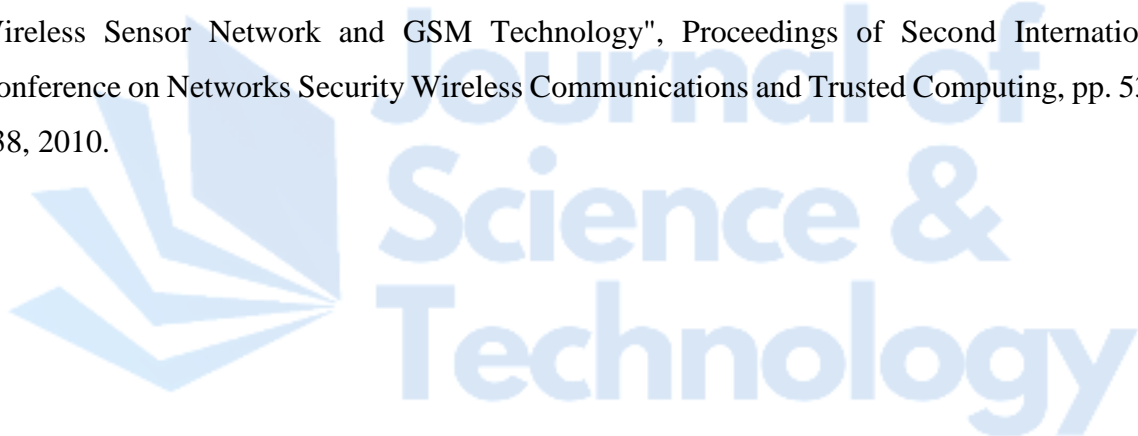 ireless Sensor Network and GSM Technology", Proceedings of Second Internatio
onference on Networks Security Wireless Communications and Trusted Computing, pp. 53
38, 2010.
Journal of
Science &
Technology